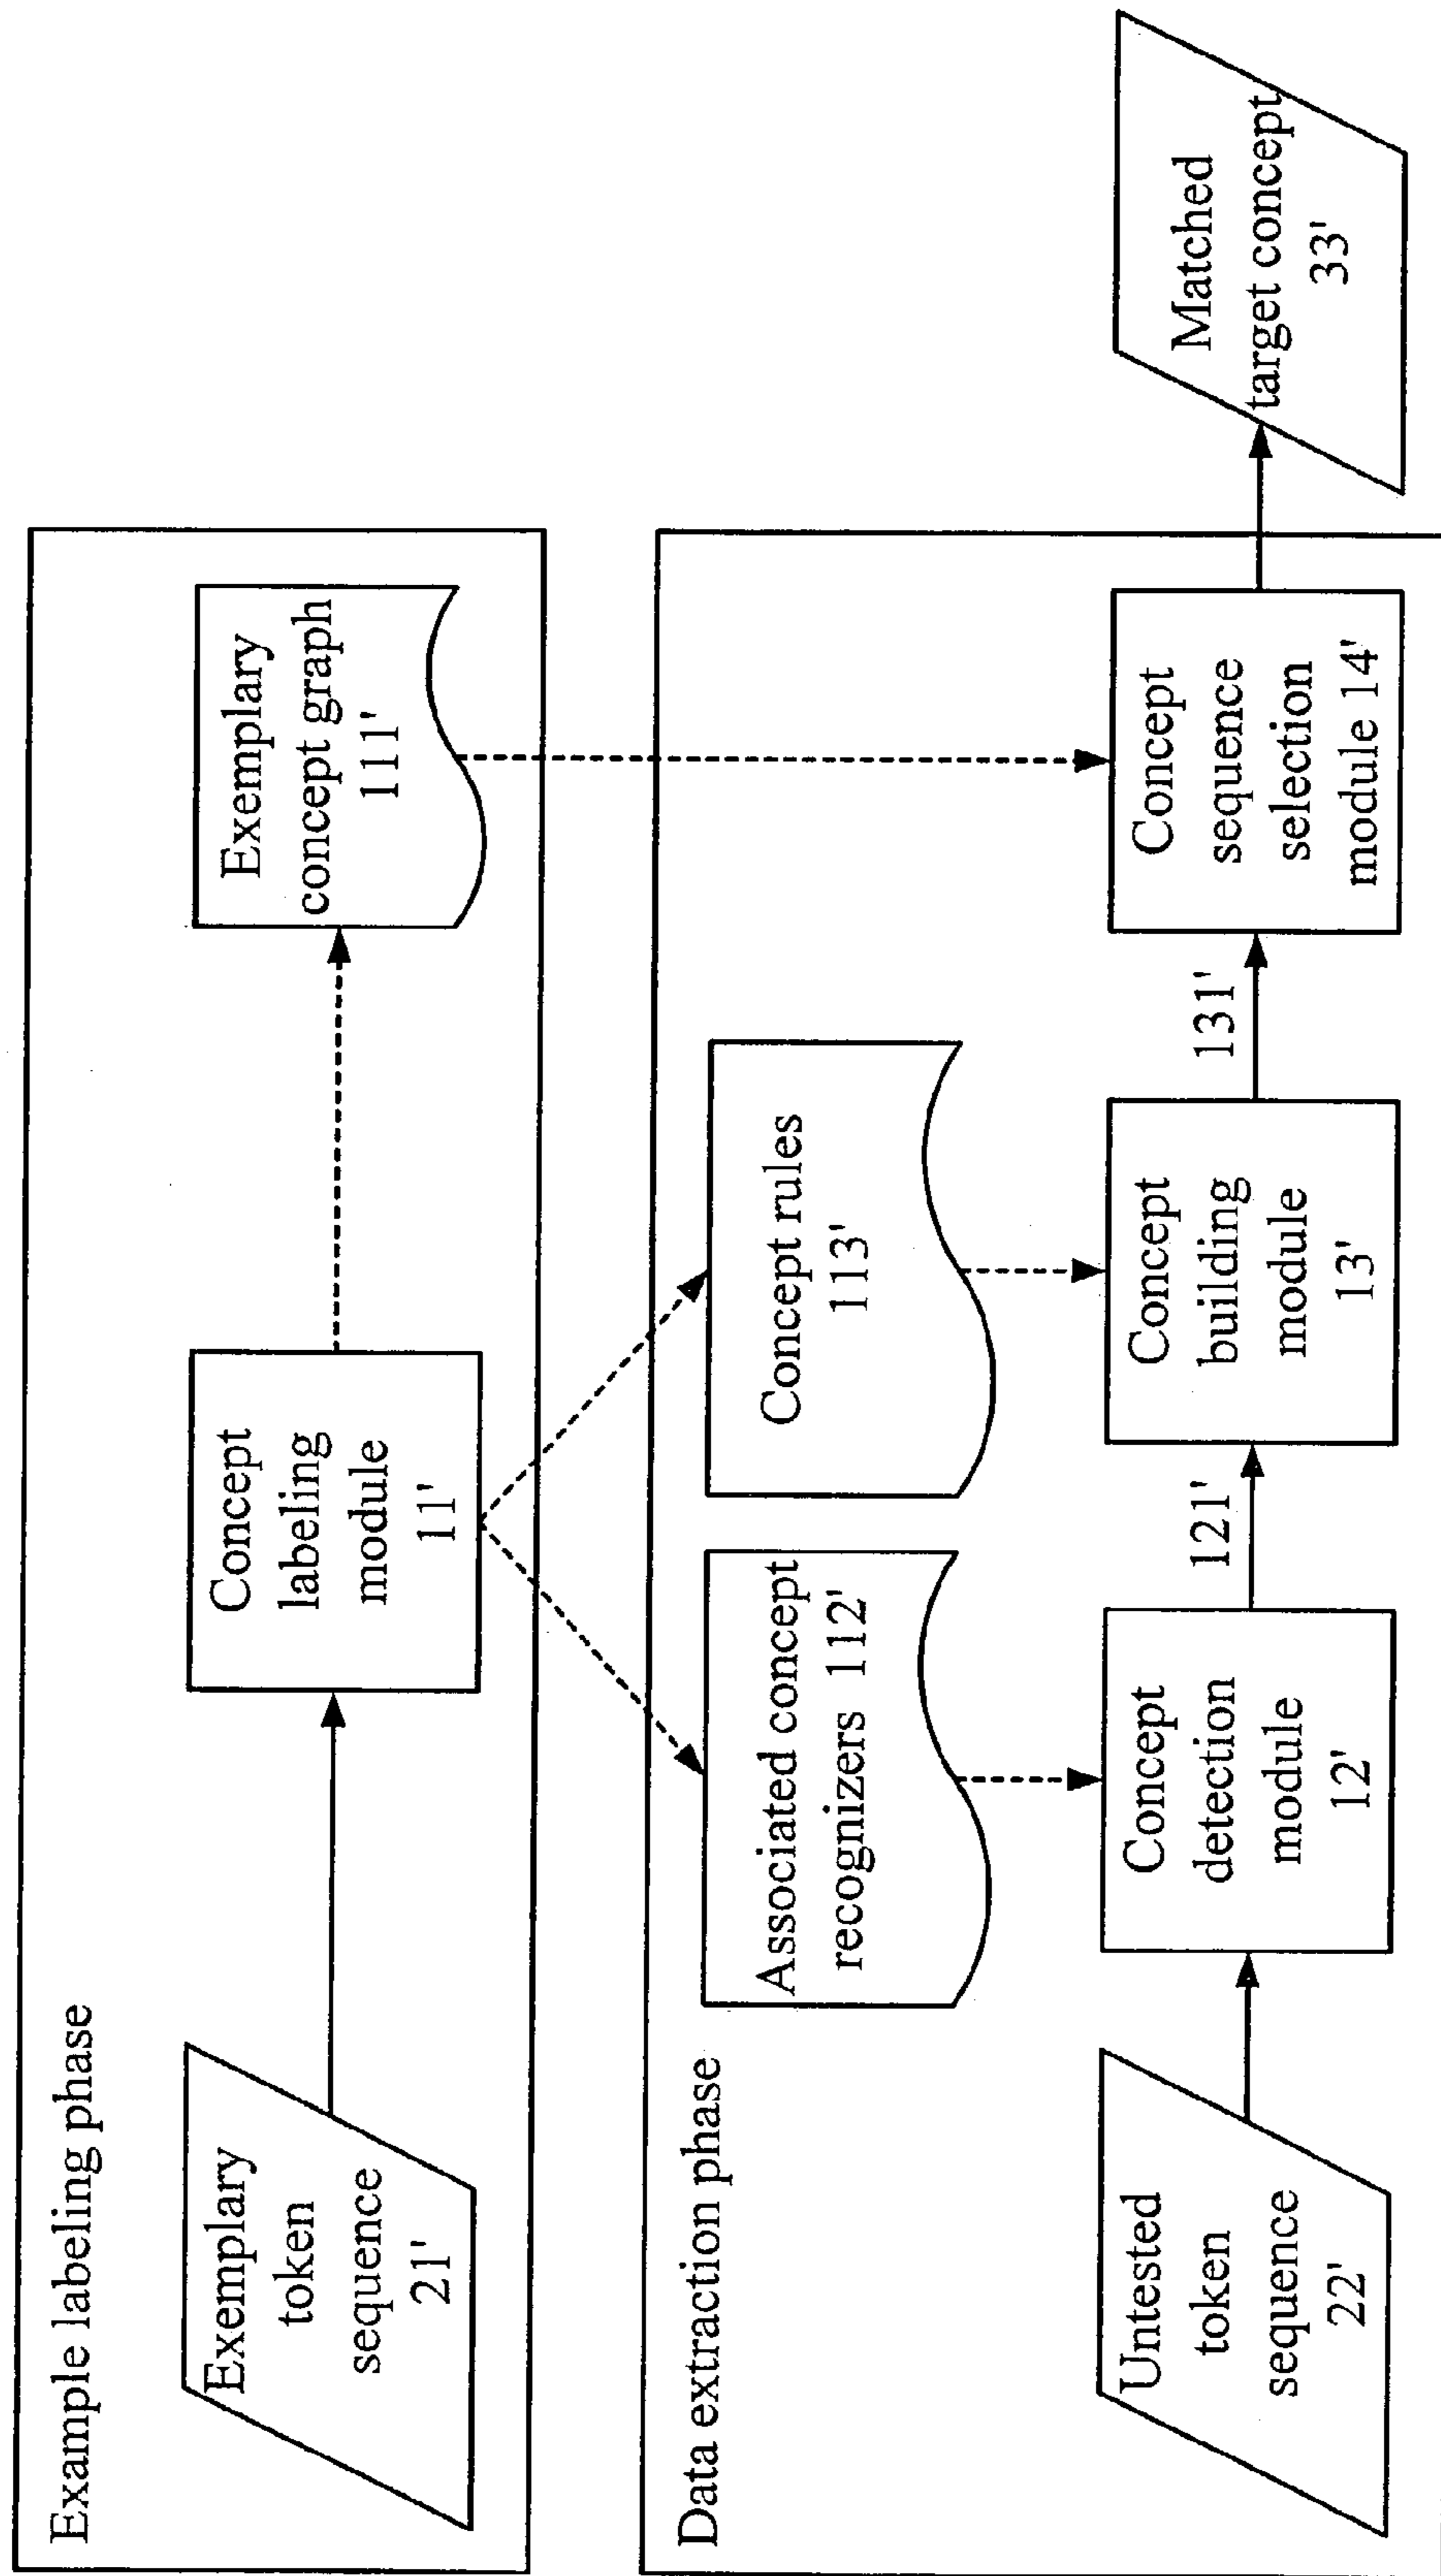 Example labeling phase
Exemplary
token
sequence
21'
Concept
labeling
module
11'
Exemplary
concept graph
111'
Data extraction phase
Associated concept
recognizers 112'
Concept rules
113'
Untested
token
sequence
22'
Concept
detection
module
12'
121'
Concept
building
module
13'
131'
Concept
sequence
selection
module 14'
Matched
target concept
33'